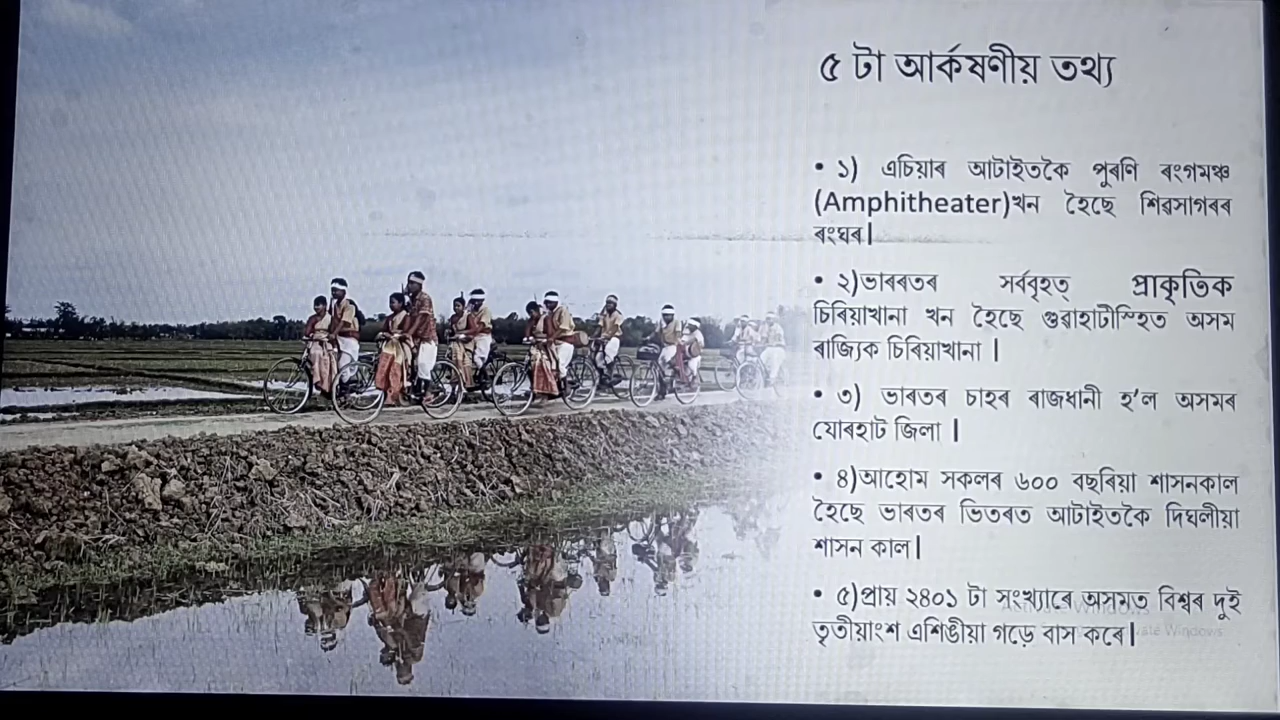 ৫ টা আৰ্কষণীয় তথ্য
• ১) এচিয়াৰ আটাইতকৈ পুৰণি ৰংগমঞ্চ
(Amphitheater)খন হৈছে শিৱসাগৰৰ
ৰংঘৰ|
• ২)ভাৰৰতৰ সৰ্ববৃহত্ প্ৰাকৃতিক
চিৰিয়াখানা খন হৈছে গুৱাহাটীস্হিত অসম
ৰাজ্যিক চিৰিয়াখানা |
• ৩) ভাৰতৰ চাহৰ ৰাজধানী হ'ল অসমৰ
যোৰহাট জিলা |
• ৪)আহোম সকলৰ ৬০০ বছৰিয়া শাসনকাল
হৈছে ভাৰতৰ ভিতৰত আটাইতকৈ দিঘলীয়া
শাসন কাল|
• ৫)প্ৰায় ২৪০১ টা সংখ্যাৰে অসমত বিশ্বৰ দুই
তৃতীয়াংশ এশিঙীয়া গড়ে বাস কৰে|
Windows